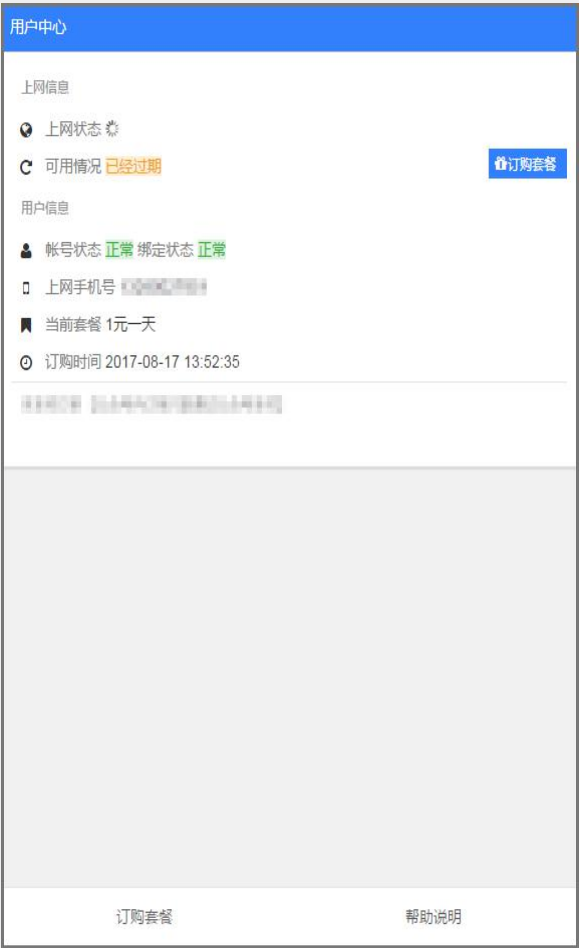 用户中心
上网信息
上网状态
可用情况 已经过期
订购套餐
用户信息
帐号状态 正常 绑定状态 正常
上网手机号
当前套餐 1元一天
订购时间 2017-08-17 13:52:35
订购套餐
帮助说明